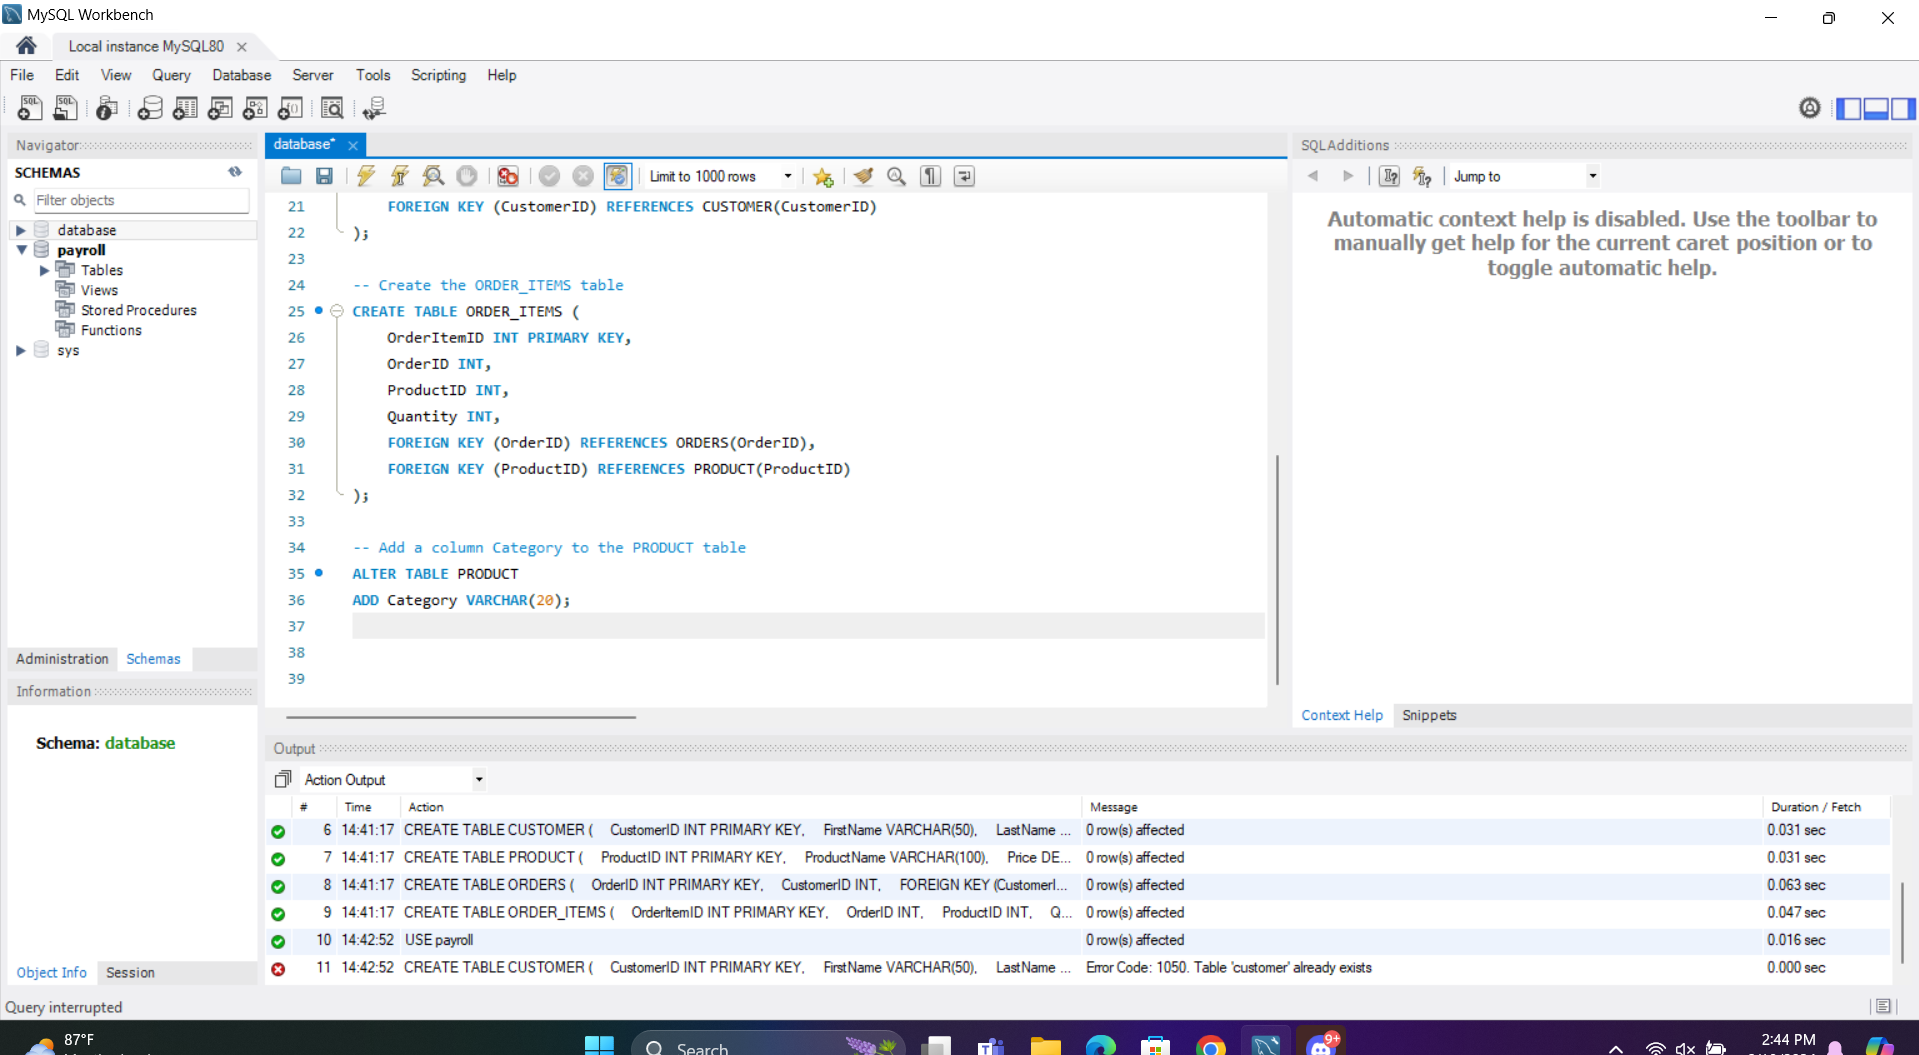 MySQL Workbench
Local instance MySQL80
File Edit View Query Database Server Tools Scripting Help
Navigator
SCHEMAS
Filter objects
database
payroll
Tables
Views
Stored Procedures
Functions
sys
Administration Schemas
Information
Schema: database
Object Info Session
database*
Limit to 1000 rows
21 FOREIGN KEY (CustomerID) REFERENCES CUSTOMER(CustomerID)
22 );
23
24 -- Create the ORDER_ITEMS table
25 CREATE TABLE ORDER_ITEMS (
26 OrderItemID INT PRIMARY KEY,
27 OrderID INT,
28 ProductID INT,
29 Quantity INT,
30 FOREIGN KEY (OrderID) REFERENCES ORDERS(OrderID),
31 FOREIGN KEY (ProductID) REFERENCES PRODUCT(ProductID)
32 );
33
34 -- Add a column Category to the PRODUCT table
35 ALTER TABLE PRODUCT
36 ADD Category VARCHAR(20);
37
38
39
SQLAdditions
Jump to
Automatic context help is disabled. Use the toolbar to
manually get help for the current caret position or to
toggle automatic help.
Context Help Snippets
Output
Action Output
# Time Action Message Duration / Fetch
6 14:41:17 CREATE TABLE CUSTOMER ( CustomerID INT PRIMARY KEY, FirstName VARCHAR(50), LastName ... 0 row(s) affected 0.031 sec
7 14:41:17 CREATE TABLE PRODUCT ( ProductID INT PRIMARY KEY, ProductName VARCHAR(100), Price DE... 0 row(s) affected 0.031 sec
8 14:41:17 CREATE TABLE ORDERS ( OrderID INT PRIMARY KEY, CustomerID INT, FOREIGN KEY (CustomerI... 0 row(s) affected 0.063 sec
9 14:41:17 CREATE TABLE ORDER_ITEMS ( OrderItemID INT PRIMARY KEY, OrderID INT, ProductID INT, Q... 0 row(s) affected 0.047 sec
10 14:42:52 USE payroll 0 row(s) affected 0.016 sec
11 14:42:52 CREATE TABLE CUSTOMER ( CustomerID INT PRIMARY KEY, FirstName VARCHAR(50), LastName ... Error Code: 1050. Table 'customer' already exists 0.000 sec
Query interrupted
87°F
Search
9+
2:44 PM